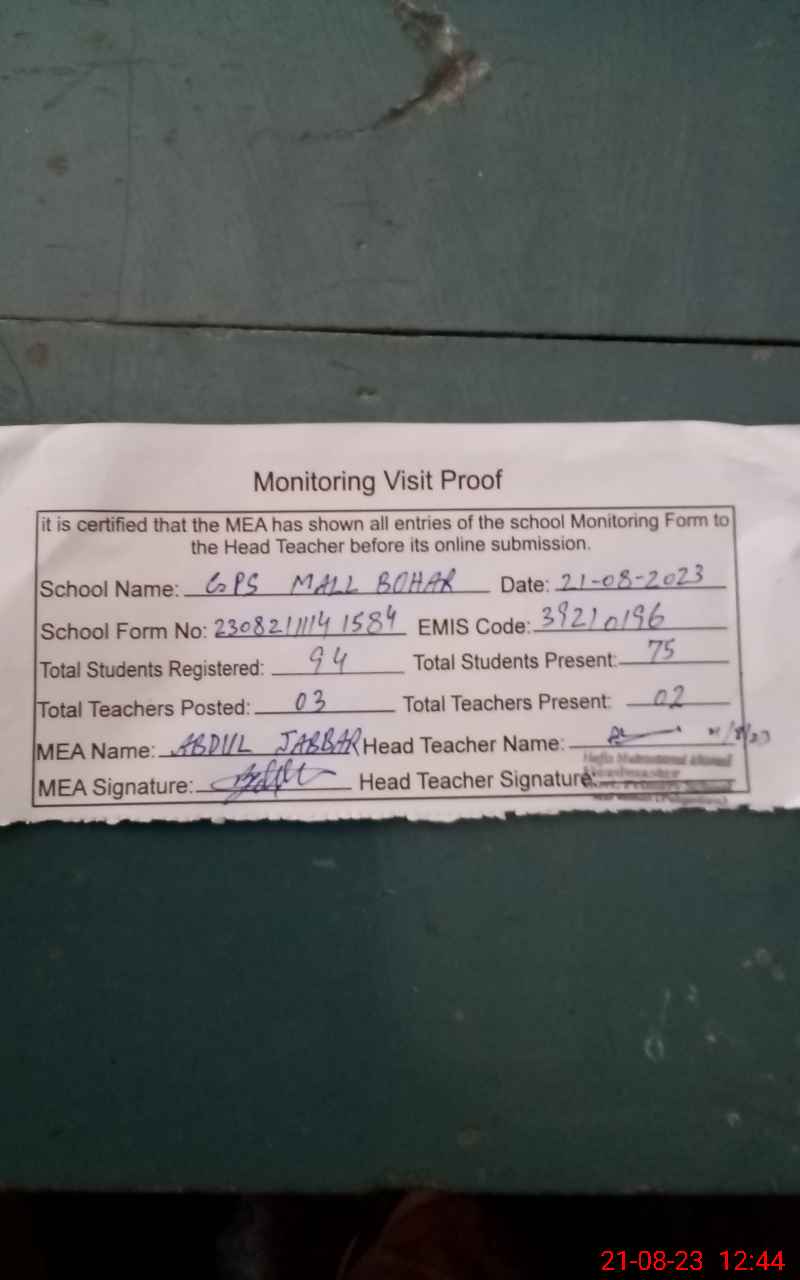 Monitoring Visit Proof
it is certified that the MEA has shown all entries of the school Monitoring Form to
the Head Teacher before its online submission.
School Name: GPS MALL BOHAR Date: 21-08-2023
School Form No: 23082111141584 EMIS Code: 39210196
Total Students Registered: 94 Total Students Present: 75
Total Teachers Posted: 03 Total Teachers Present: 02
MEA Name: ABDUL JABBAR Head Teacher Name:
MEA Signature: Head Teacher Signature:
21-08-23 12:44